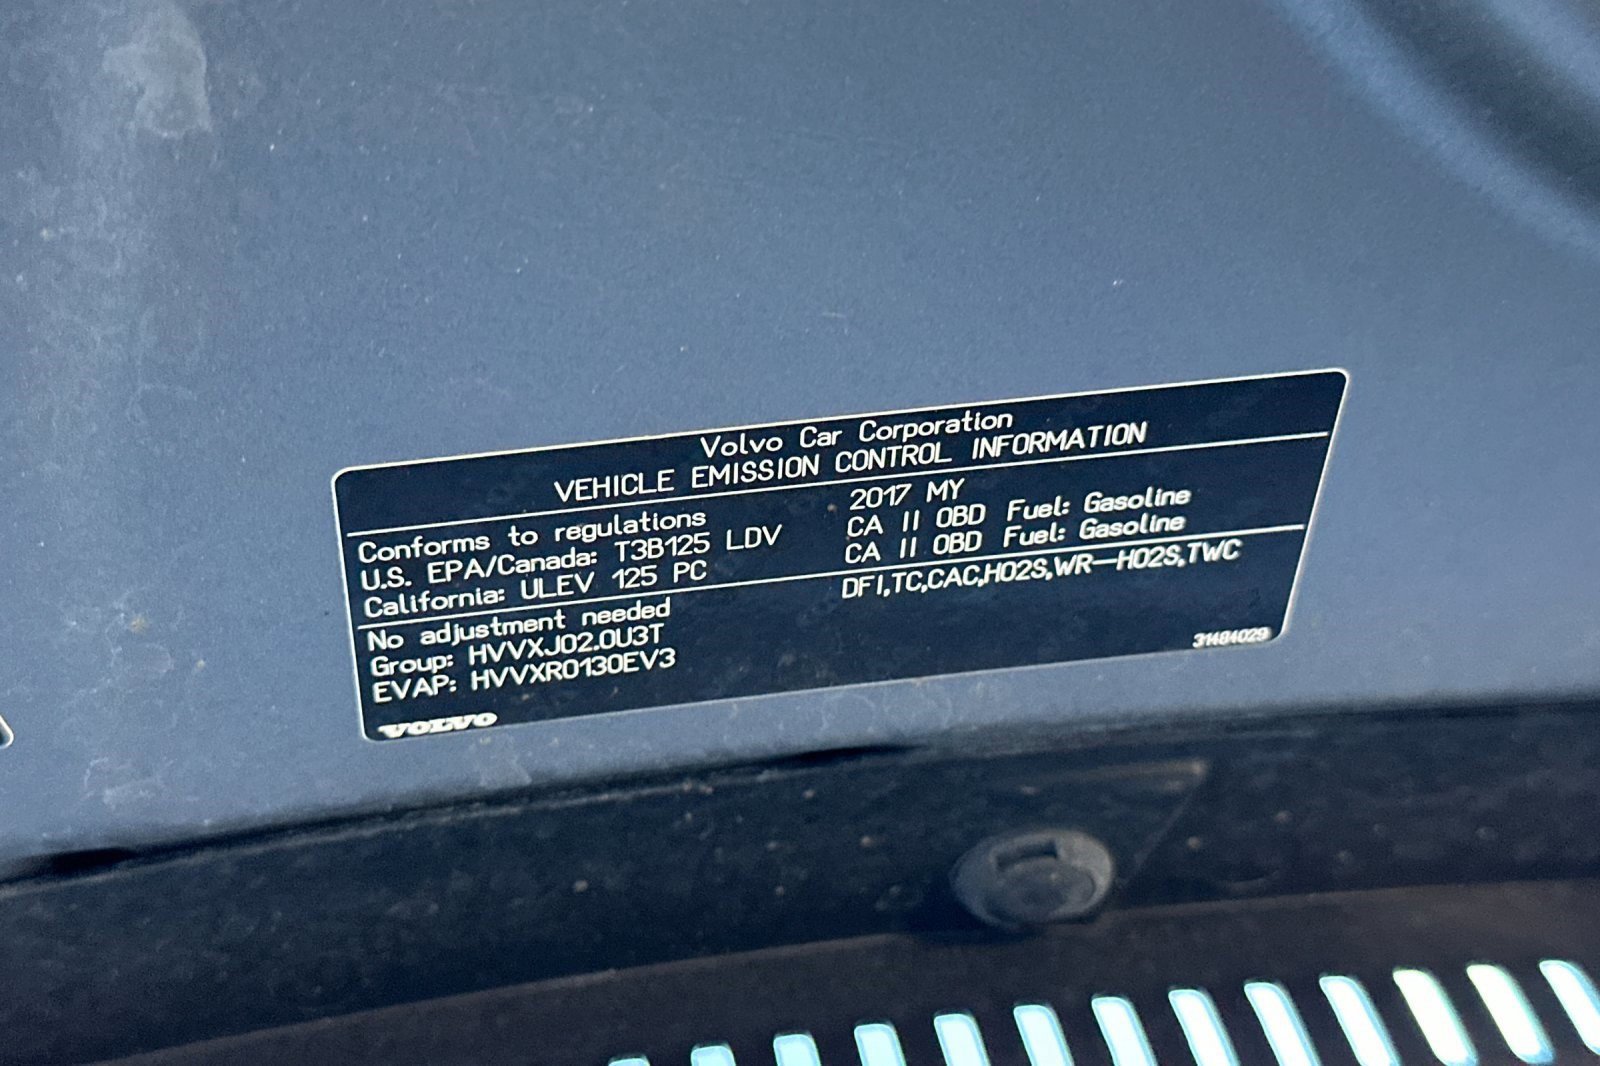 Volvo Car Corporation
VEHICLE EMISSION CONTROL INFORMATION
Conforms to regulations 2017 MY
U.S. EPA/Canada: T3B125 LDV CA II OBD Fuel: Gasoline
California: ULEV 125 PC CA II OBD Fuel: Gasoline
No adjustment needed DFI,TC,CAC,HO2S,WR-HO2S,TWC
Group: HVVXJ02.0U3T
EVAP: HVVXR0130EV3
31484029
VOLVO